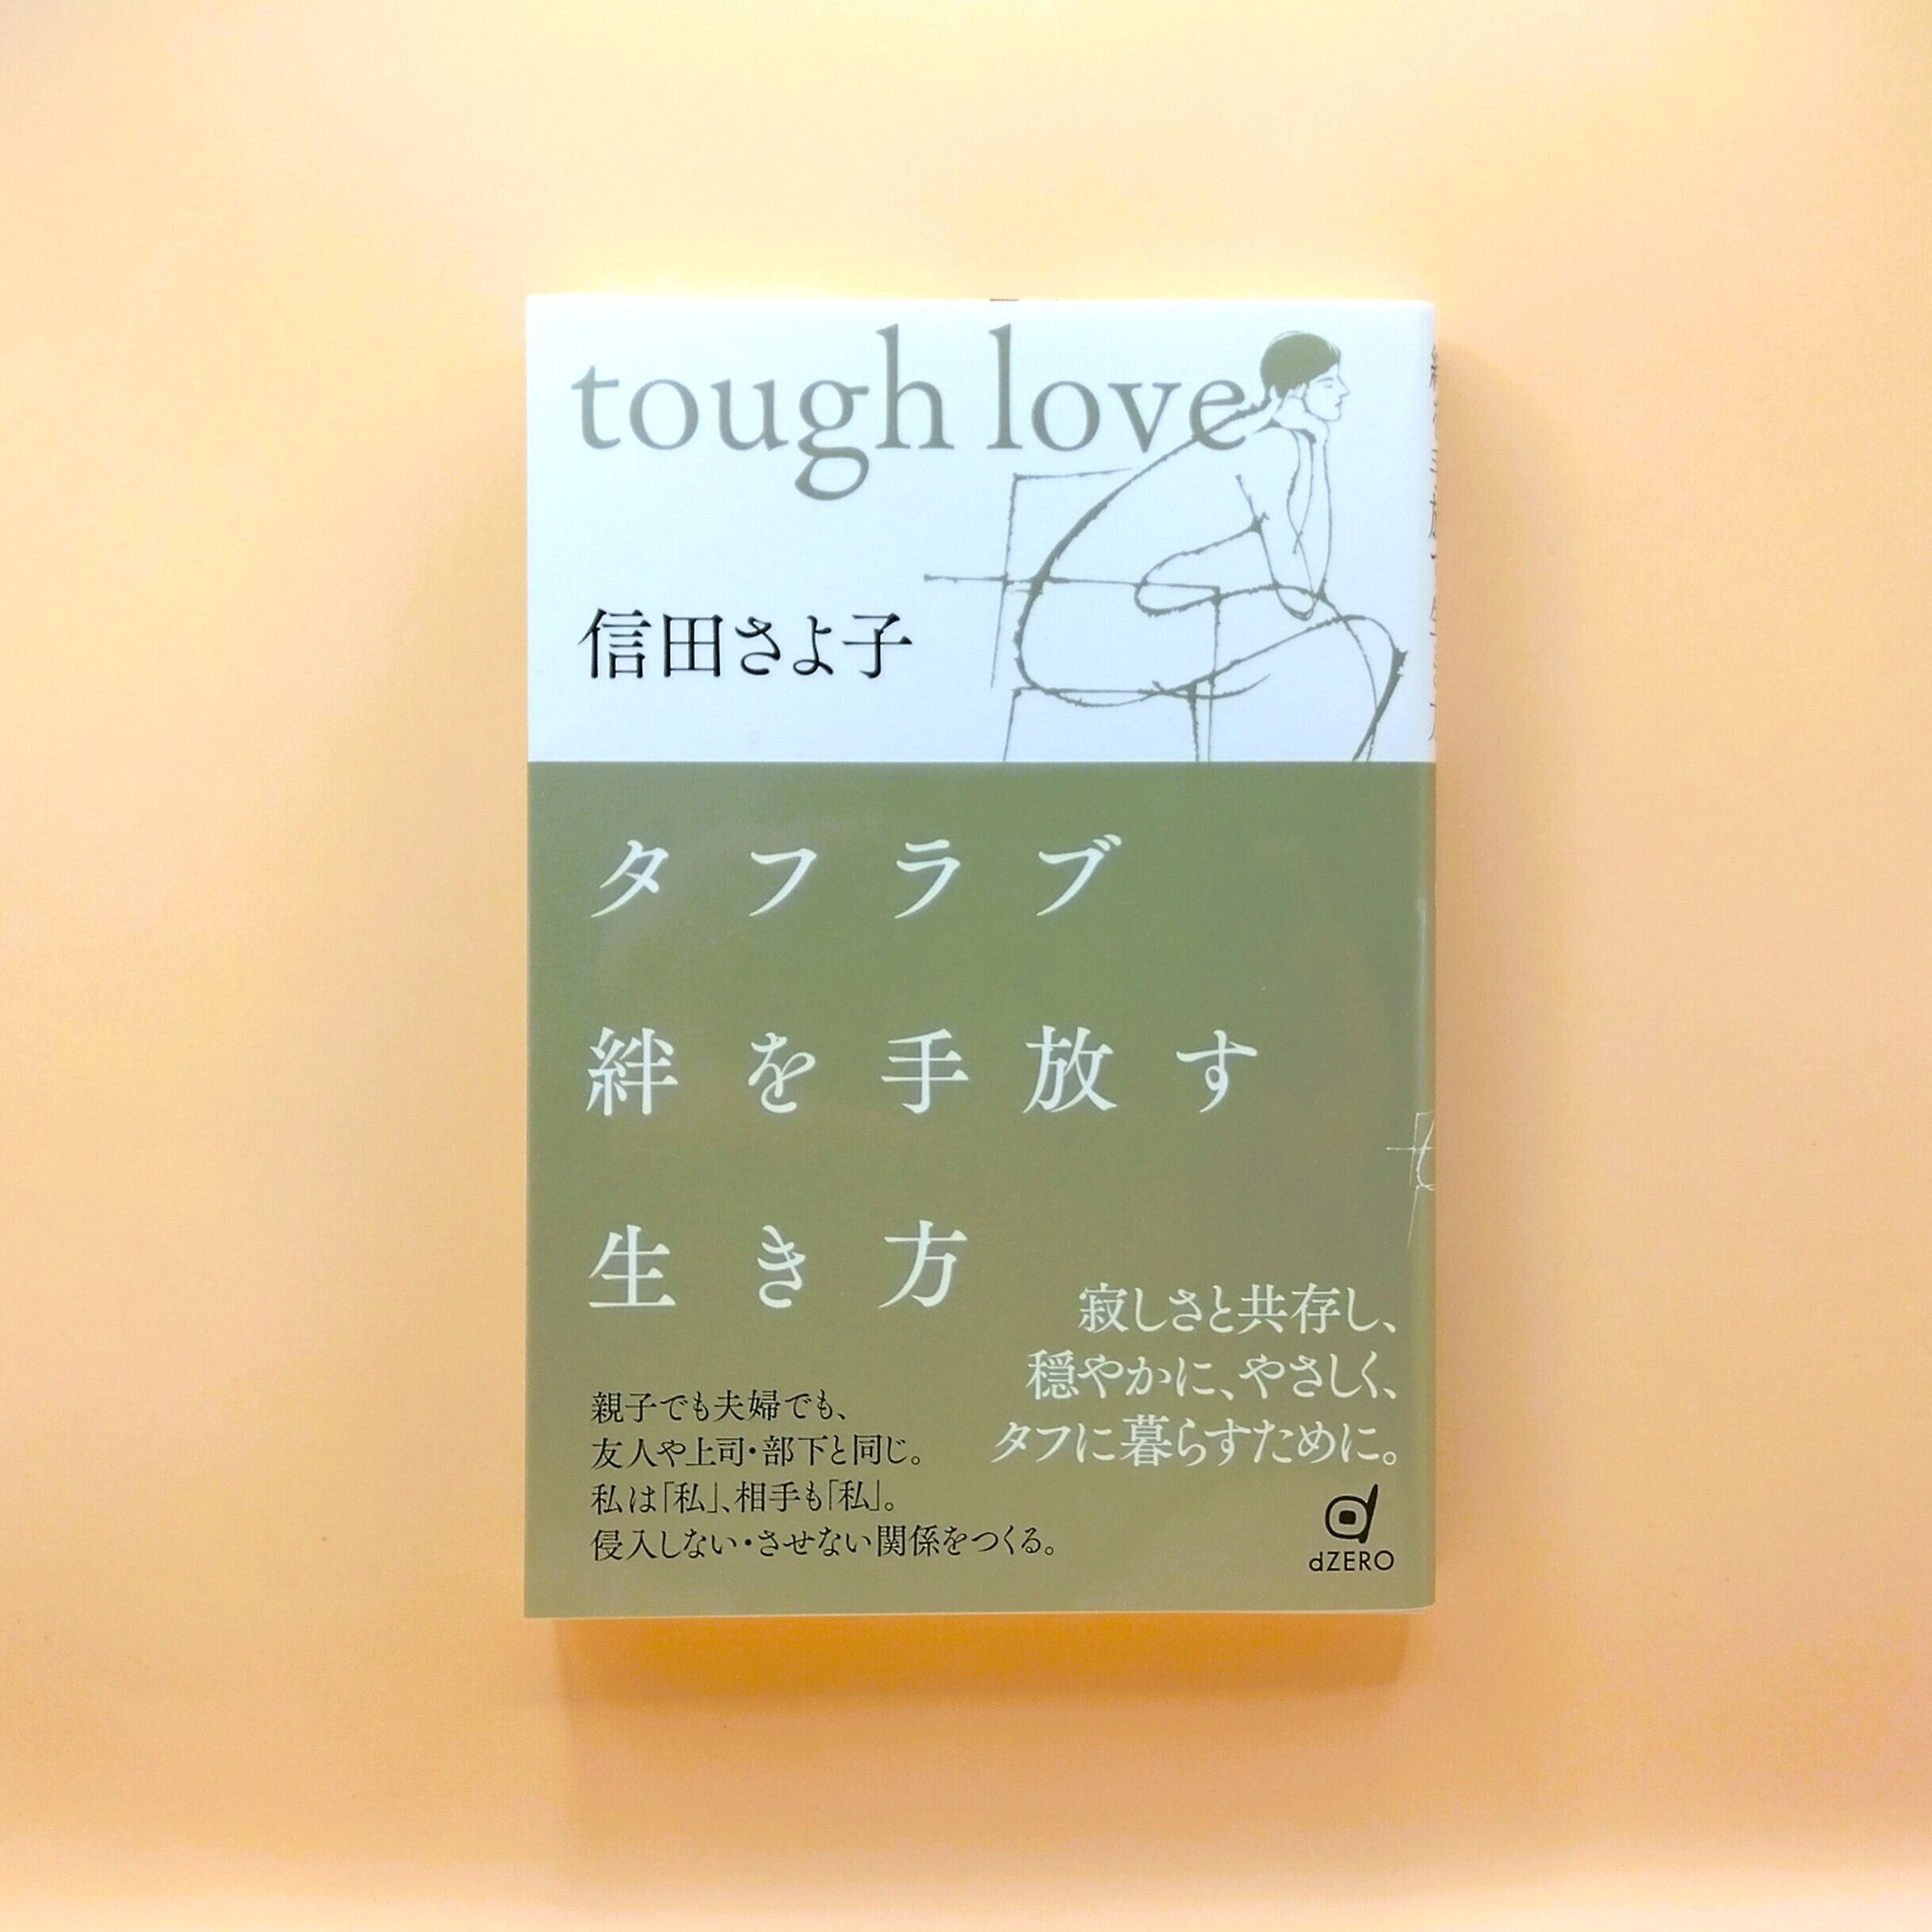 tough love
信田さよ子
タフラブ
絆を手放す
生き方
寂しさと共存し、
穏やかに、やさしく、
タフに暮らすために。
親子でも夫婦でも、
友人や上司・部下と同じ。
私は「私」、相手も「私」。
侵入しない・させない関係をつくる。
dZERO